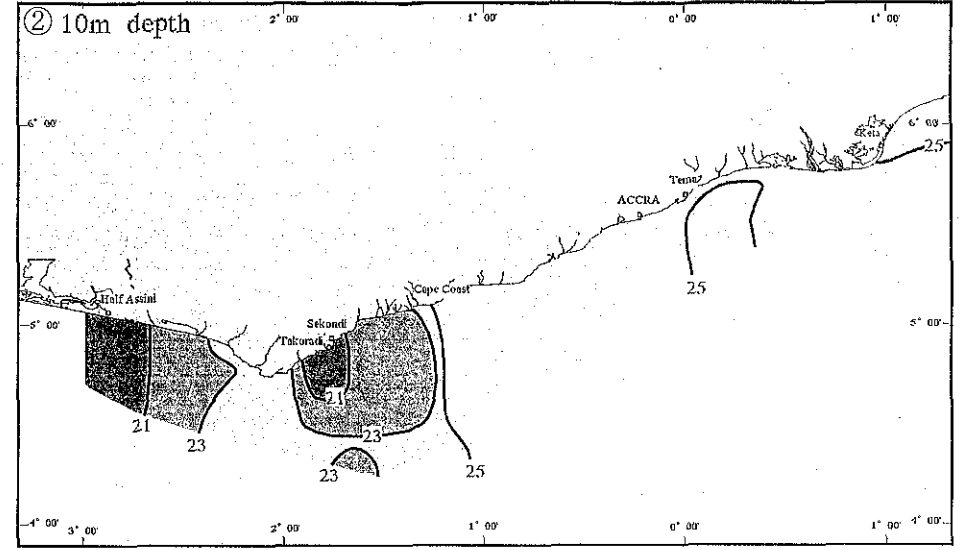 ② 10m depth
2° 00' 1° 00' 0° 00' 1° 00'
6° 00' 6° 00'
Keta
25
Tema
ACCRA
25
Half Assini
Cape Coast
5° 00' 5° 00'
Sekondi
Takoradi
21
21
23
23
23
25
4° 00' 3° 00' 2° 00' 1° 00' 0° 00' 1° 00' 4° 00'